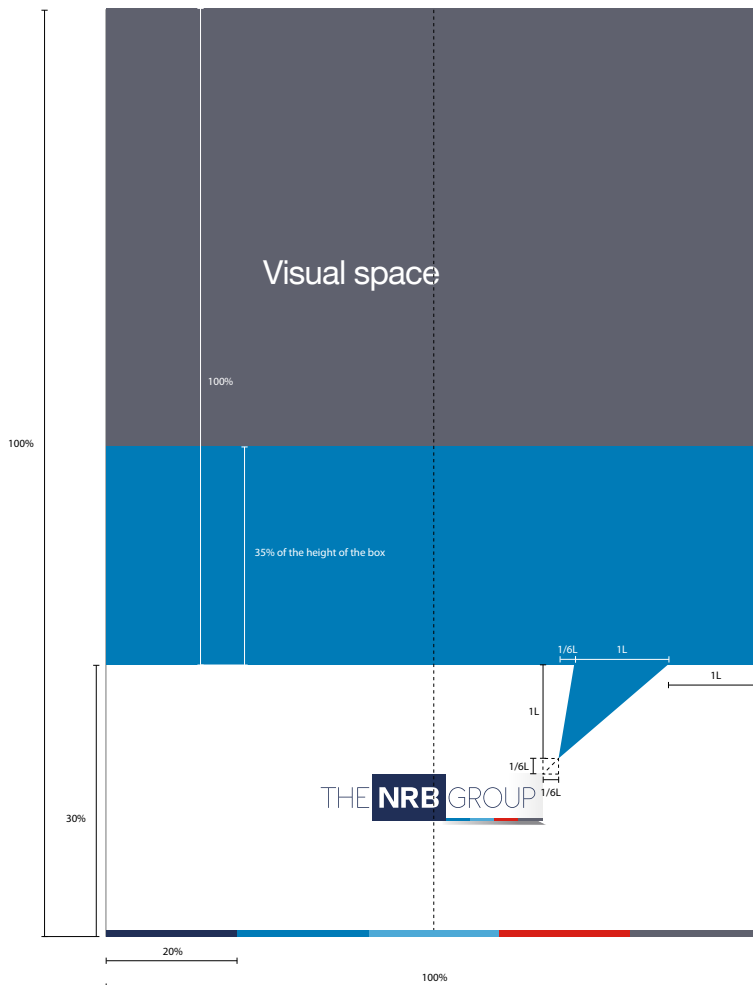 Visual space
100%
100%
35% of the height of the box
1/6L
1L
1L
1L
1/6L
1/6L
THE NRB GROUP
30%
20%
100%